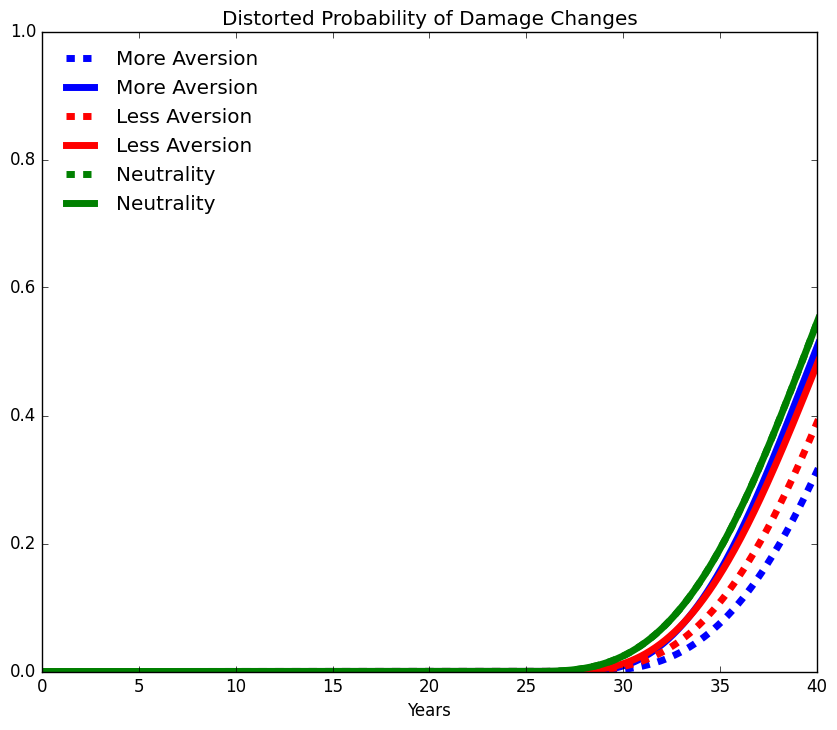 Distorted Probability of Damage Changes
1.0
More Aversion
More Aversion
Less Aversion
Less Aversion
Neutrality
Neutrality
0.8
0.6
0.4
0.2
0.0
0 5 10 15 20 25 30 35 40
Years